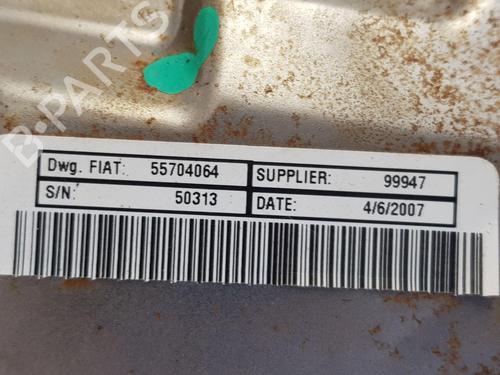 B-PARTS
Dwg. FIAT: 55704064 SUPPLIER: 99947
S/N: 50313 DATE: 4/6/2007